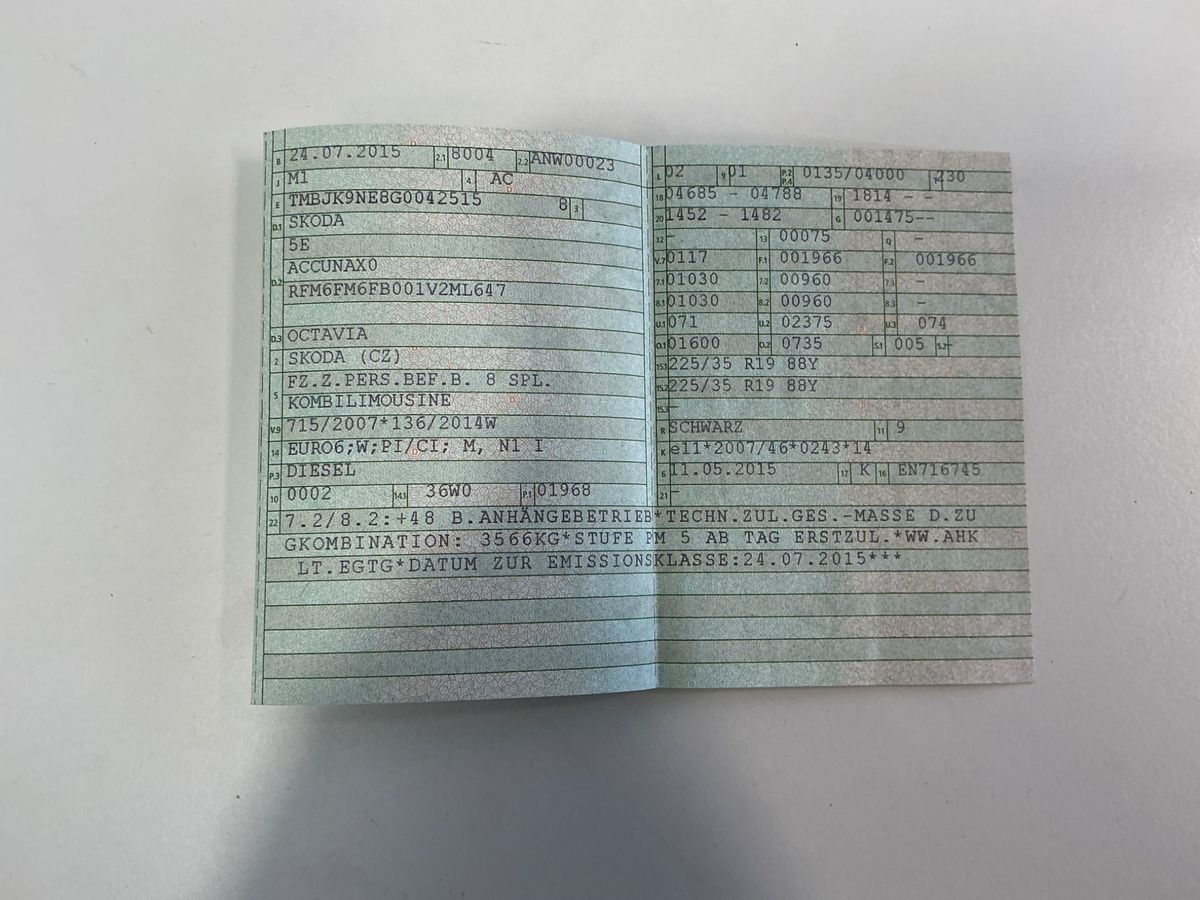 B 24.07.2015 2.1 8004 2.2 ANW00023
J M1 4 AC
E TMBJK9NE8G0042515 8 3
D.1 SKODA
5E
D.2 ACCUNAX0
RFM6FM6FB001V2ML647
D.3 OCTAVIA
2 SKODA (CZ)
5 FZ.Z.PERS.BEF.B. 8 SPL.
KOMBILIMOUSINE
V.9 715/2007*136/2014W
14 EURO6;W;PI/CI; M, N1 I
P.3 DIESEL
10 0002 14.1 36W0 P.1 01968
L 02 9 01 P.2 P.4 0135/04000 T 230
18 04685 - 04788 19 1814 - -
20 1452 - 1482 G 001475--
12 - 13 00075 Q -
V.7 0117 F.1 001966 F.2 001966
7.1 01030 7.2 00960 7.3 -
8.1 01030 8.2 00960 8.3 -
U.1 071 U.2 02375 U.3 074
O.1 01600 O.2 0735 S.1 005 S.2 -
15.1 225/35 R19 88Y
15.2 225/35 R19 88Y
15.3 -
R SCHWARZ 11 9
K e11*2007/46*0243*14
6 11.05.2015 17 K 16 EN716745
21 -
22 7.2/8.2:+48 B.ANHÄNGEBETRIEB*TECHN.ZUL.GES.-MASSE D.ZU
GKOMBINATION: 3566KG*STUFE PM 5 AB TAG ERSTZUL.*WW.AHK
LT.EGTG*DATUM ZUR EMISSIONSKLASSE:24.07.2015***